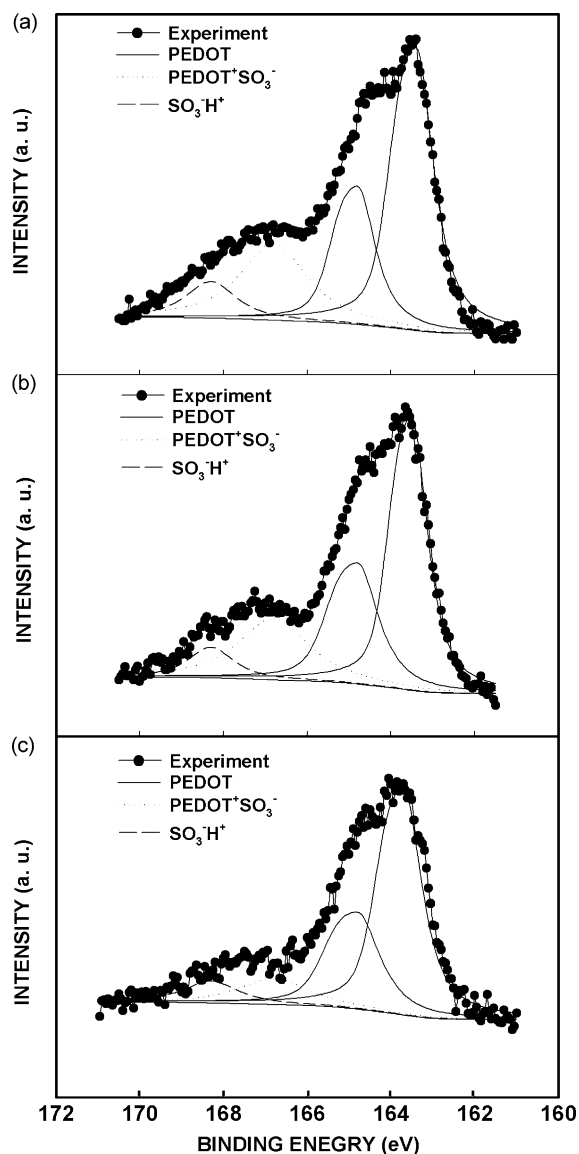 (a)
Experiment
PEDOT
PEDOT⁺SO₃⁻
SO₃⁻H⁺
INTENSITY (a. u.)
(b)
Experiment
PEDOT
PEDOT⁺SO₃⁻
SO₃⁻H⁺
INTENSITY (a. u.)
(c)
Experiment
PEDOT
PEDOT⁺SO₃⁻
SO₃⁻H⁺
INTENSITY (a. u.)
172 170 168 166 164 162 160
BINDING ENEGRY (eV)